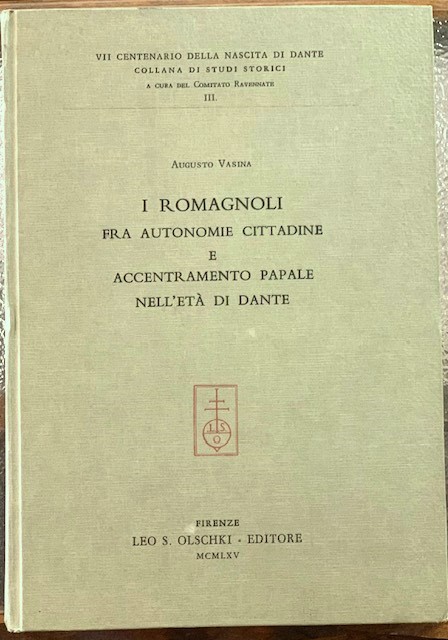 VII CENTENARIO DELLA NASCITA DI DANTE
COLLANA DI STUDI STORICI
A CURA DEL COMITATO RAVENNATE
III.
AUGUSTO VASINA
I ROMAGNOLI
FRA AUTONOMIE CITTADINE
E
ACCENTRAMENTO PAPALE
NELL'ETÀ DI DANTE
L S
O
FIRENZE
LEO S. OLSCHKI - EDITORE
MCMLXV